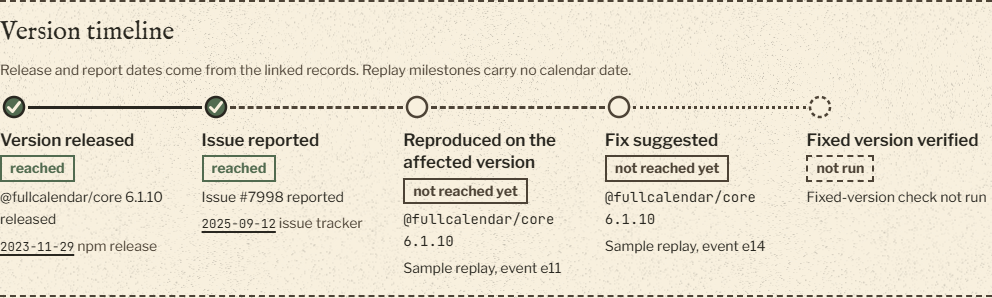 Version timeline
Release and report dates come from the linked records. Replay milestones carry no calendar date.
Version released
reached
@fullcalendar/core 6.1.10
released
2023-11-29 npm release
Issue reported
reached
Issue #7998 reported
2025-09-12 issue tracker
Reproduced on the
affected version
not reached yet
@fullcalendar/core
6.1.10
Sample replay, event e11
Fix suggested
not reached yet
@fullcalendar/core
6.1.10
Sample replay, event e14
Fixed version verified
not run
Fixed-version check not run